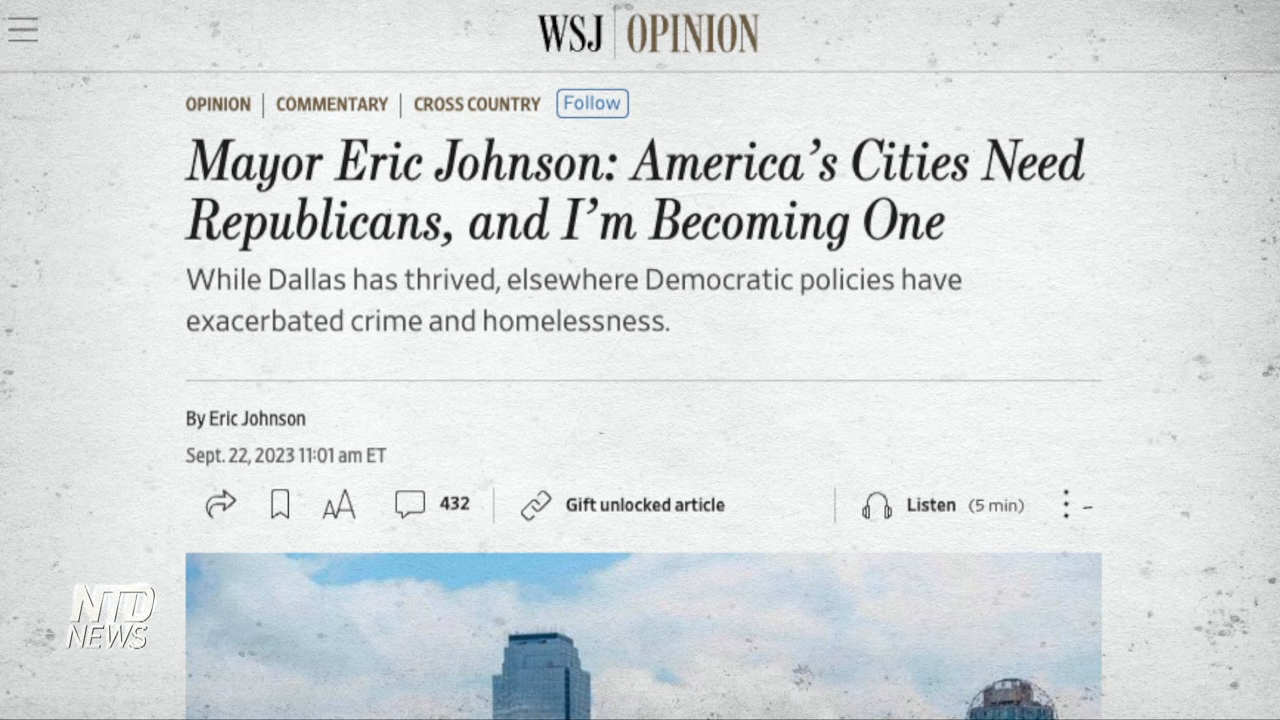 WSJ OPINION
OPINION COMMENTARY CROSS COUNTRY Follow
Mayor Eric Johnson: America's Cities Need
Republicans, and I'm Becoming One
While Dallas has thrived, elsewhere Democratic policies have
exacerbated crime and homelessness.
By Eric Johnson
Sept. 22, 2023 11:01 am ET
AA 432 Gift unlocked article Listen (5 min)
NTD
NEWS